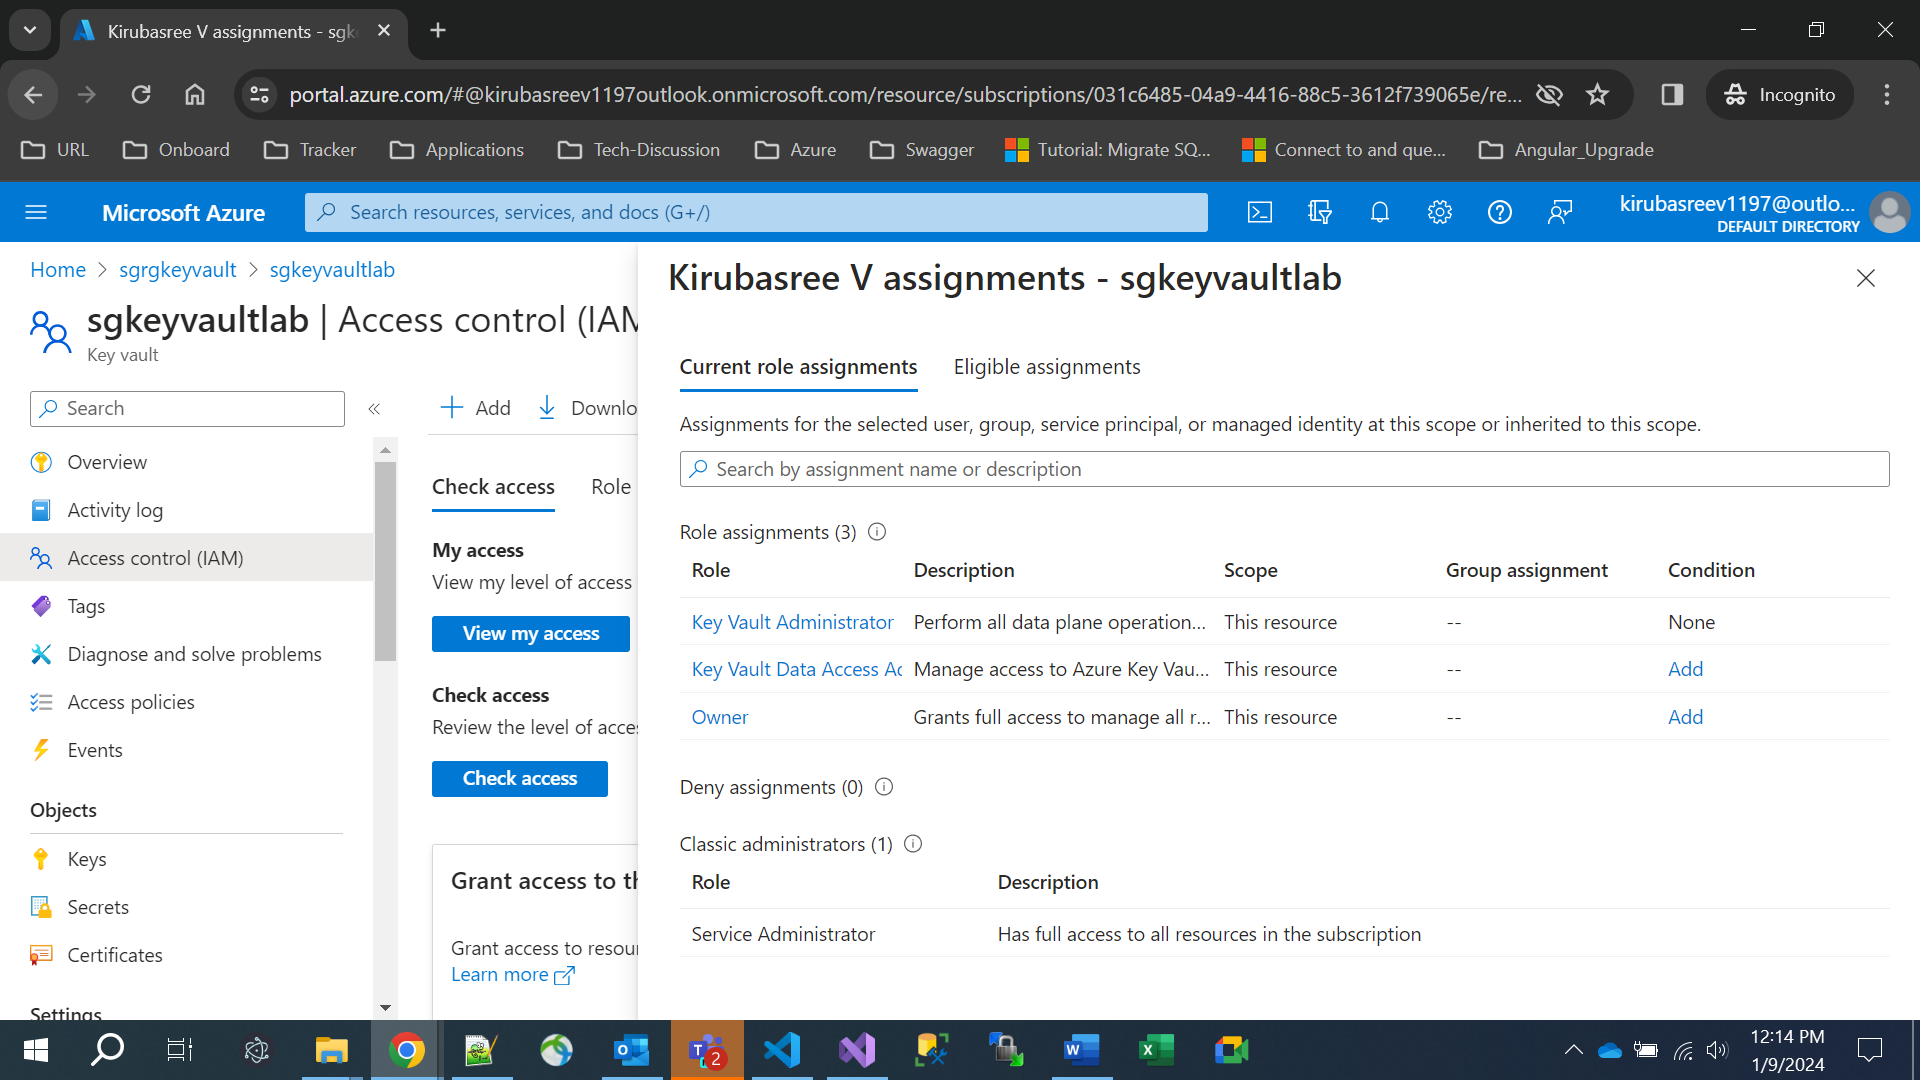 Kirubasree V assignments - sgk
portal.azure.com/#@kirubasreev1197outlook.onmicrosoft.com/resource/subscriptions/031c6485-04a9-4416-88c5-3612f739065e/re...
Incognito
URL
Onboard
Tracker
Applications
Tech-Discussion
Azure
Swagger
Tutorial: Migrate SQ...
Connect to and que...
Angular_Upgrade
Microsoft Azure
Search resources, services, and docs (G+/)
kirubasreev1197@outlo...
DEFAULT DIRECTORY
Home > sgrgkeyvault > sgkeyvaultlab
sgkeyvaultlab | Access control (IAM
Key vault
Search
Overview
Activity log
Access control (IAM)
Tags
Diagnose and solve problems
Access policies
Events
Objects
Keys
Secrets
Certificates
Settings
Add
Downlo
Check access
Role
My access
View my level of access
View my access
Check access
Review the level of acces
Check access
Grant access to th
Grant access to resour
Learn more
Kirubasree V assignments - sgkeyvaultlab
Current role assignments
Eligible assignments
Assignments for the selected user, group, service principal, or managed identity at this scope or inherited to this scope.
Search by assignment name or description
Role assignments (3)
Role Description Scope Group assignment Condition
Key Vault Administrator Perform all data plane operation... This resource -- None
Key Vault Data Access Ad Manage access to Azure Key Vau... This resource -- Add
Owner Grants full access to manage all r... This resource -- Add
Deny assignments (0)
Classic administrators (1)
Role Description
Service Administrator Has full access to all resources in the subscription
2
12:14 PM
1/9/2024